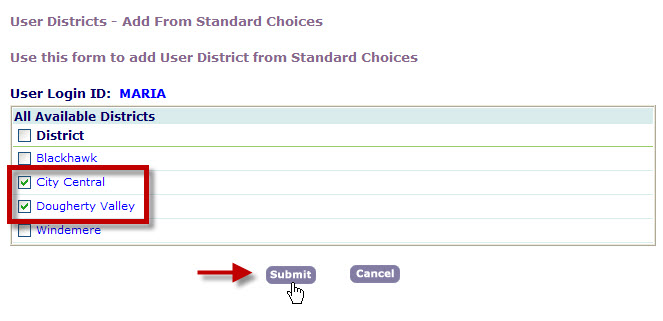 User Districts - Add From Standard Choices
Use this form to add User District from Standard Choices
User Login ID: MARIA
All Available Districts
District
Blackhawk
City Central
Dougherty Valley
Windemere
Submit Cancel